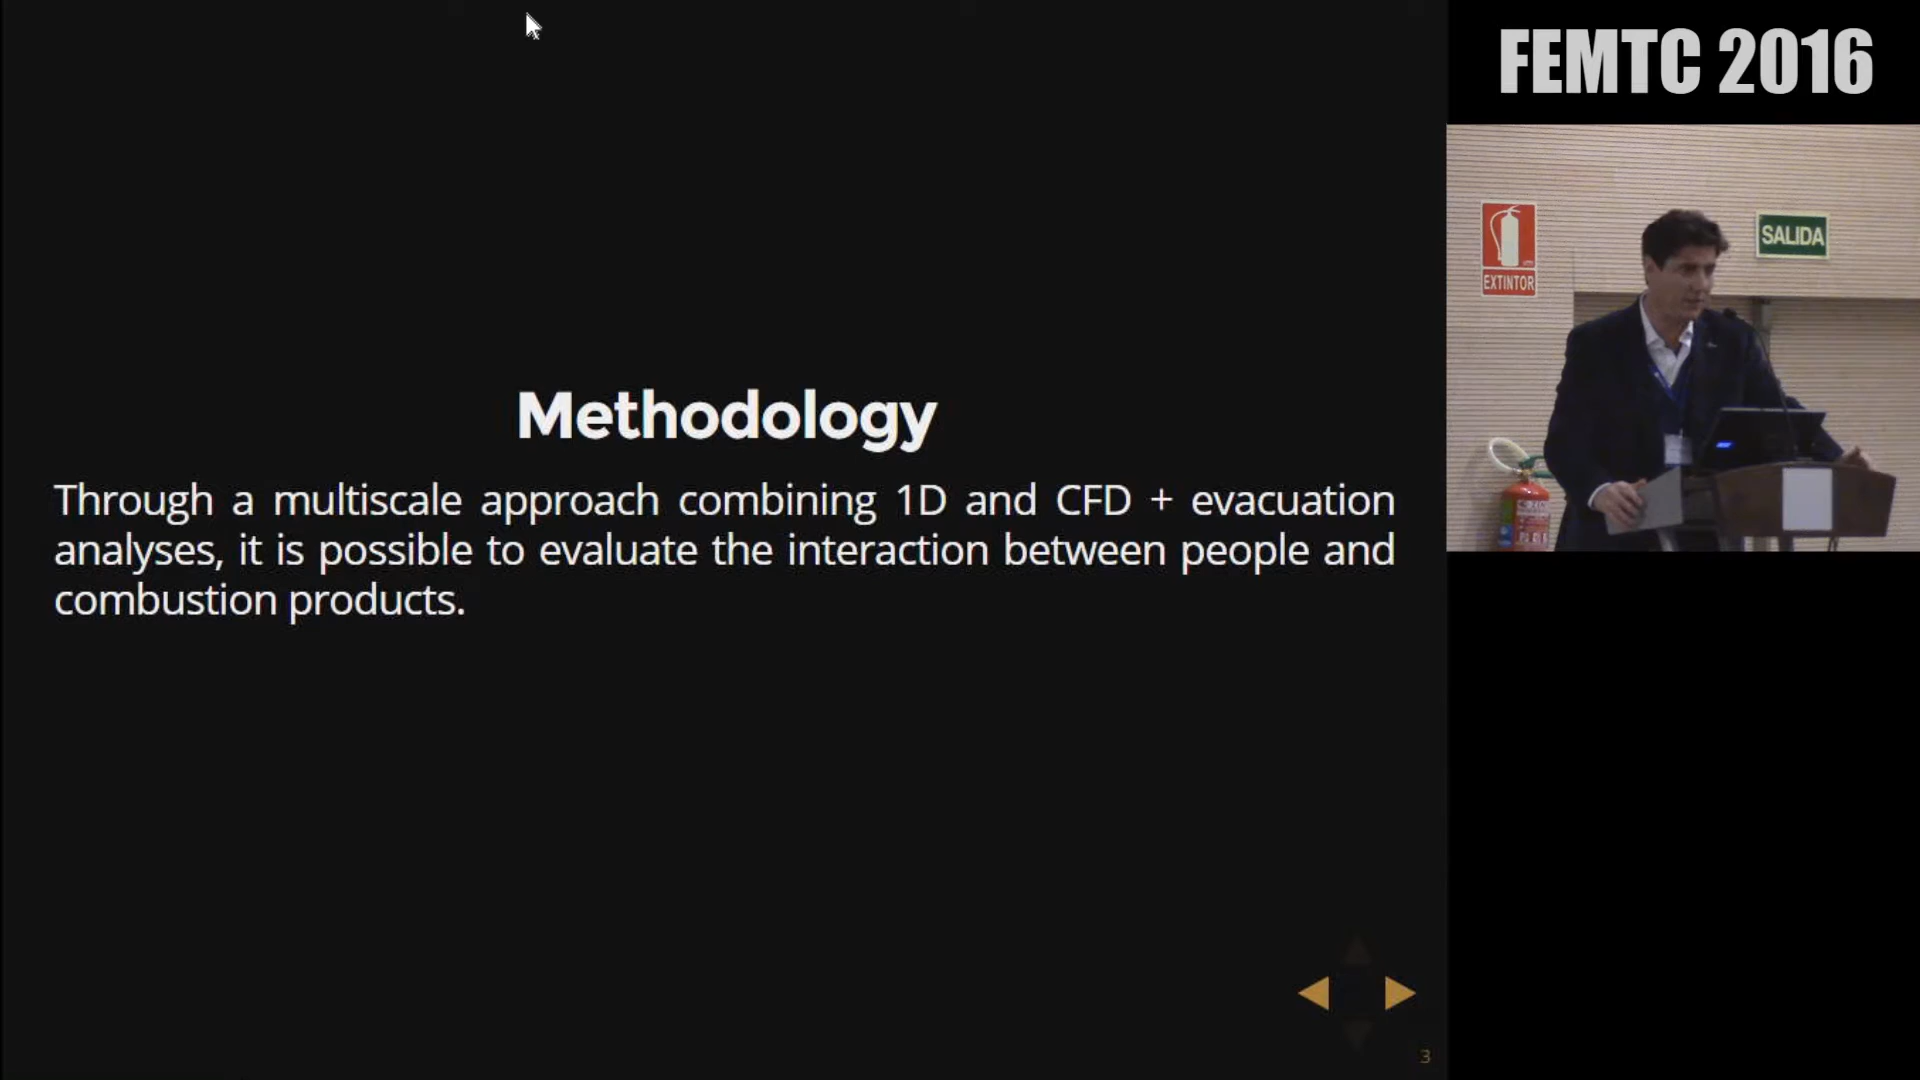 FEMTC 2016
EXTINTOR
SALIDA
Methodology
Through a multiscale approach combining 1D and CFD + evacuation
analyses, it is possible to evaluate the interaction between people and
combustion products.
3